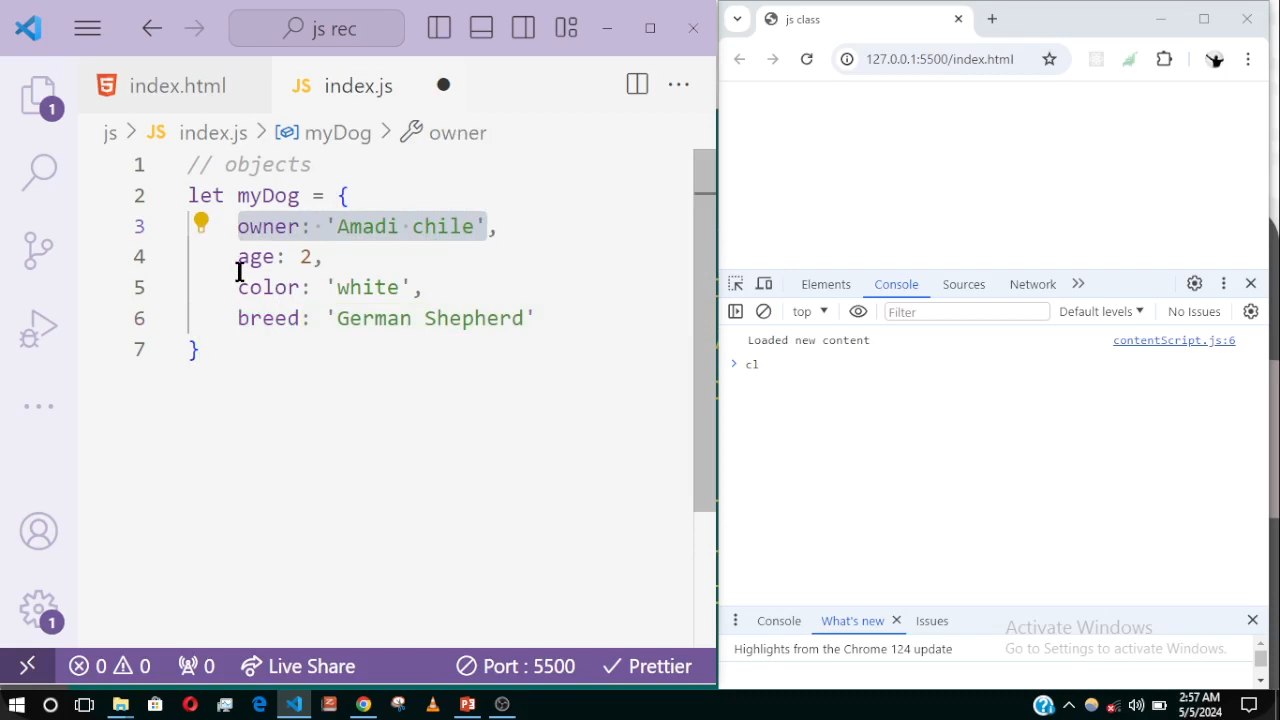 js rec
js class
index.html
JS index.js
127.0.0.1:5500/index.html
1
js > JS index.js > myDog > owner
1 // objects
2 let myDog = {
3 owner: 'Amadi chile',
4 age: 2,
5 color: 'white',
6 breed: 'German Shepherd'
7 }
Elements Console Sources Network
top Filter Default levels No Issues
Loaded new content contentScript.js:6
> cl
Console What's new Issues
Highlights from the Chrome 124 update
Activate Windows
Go to Settings to activate Windows.
1
0 0 0 Live Share Port : 5500 Prettier
2:57 AM
5/5/2024